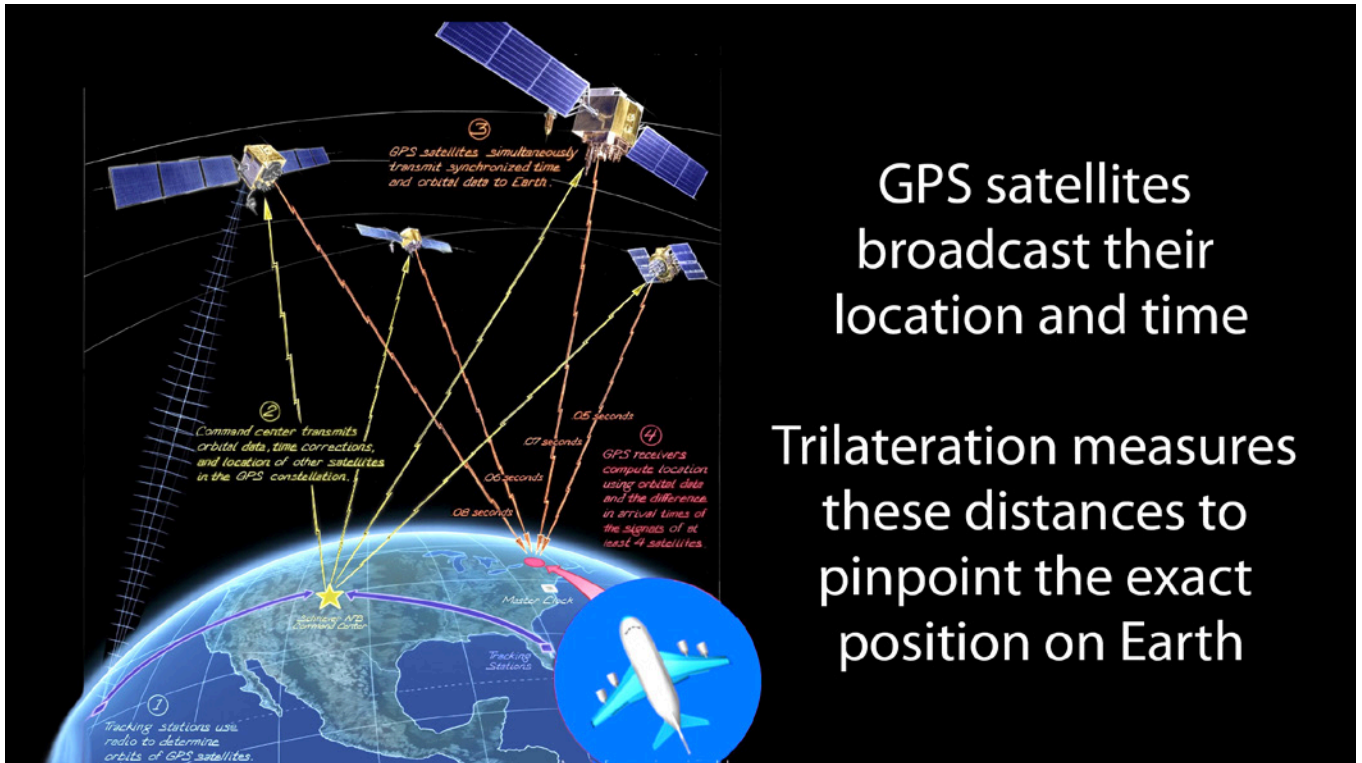 ③
GPS satellites simultaneously
transmit synchronized time
and orbital data to Earth.
②
Command center transmits
orbital data, time corrections,
and location of other satellites
in the GPS constellation.
.05 seconds
.07 seconds
.06 seconds
.08 seconds
④
GPS receivers
compute location
using orbital data
and the difference
in arrival times of
the signals of at
least 4 satellites.
Master Clock
Command Center
Tracking
Stations
①
Tracking stations use
radio to determine
orbits of GPS satellites.
GPS satellites
broadcast their
location and time
Trilateration measures
these distances to
pinpoint the exact
position on Earth